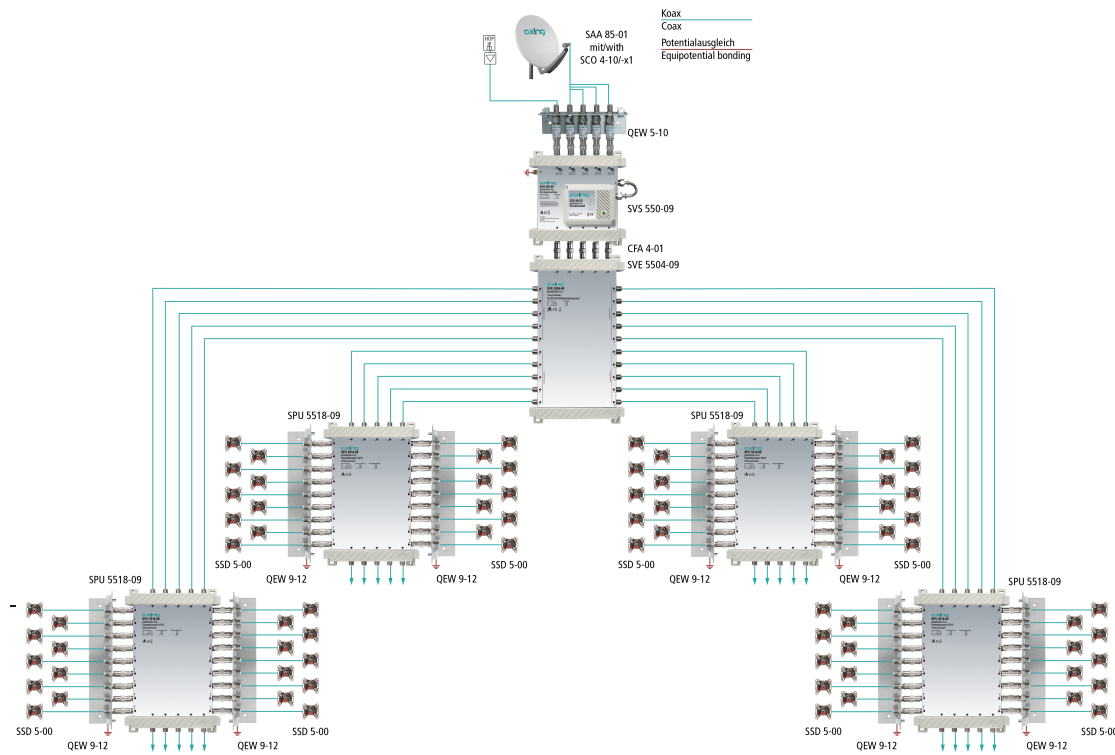 Koax
Coax
Potentialausgleich
Equipotential bonding
SAA 85-01
mit/with
SCO 4-10/-x1
axing
QEW 5-10
SVS 550-09
CFA 4-01
SVE 5504-09
SPU 5518-09
SPU 5518-09
SSD 5-00
QEW 9-12
QEW 9-12
SSD 5-00
SSD 5-00
QEW 9-12
QEW 9-12
SSD 5-00
SPU 5518-09
SPU 5518-09
SSD 5-00
QEW 9-12
QEW 9-12
SSD 5-00
SSD 5-00
QEW 9-12
QEW 9-12
SSD 5-00